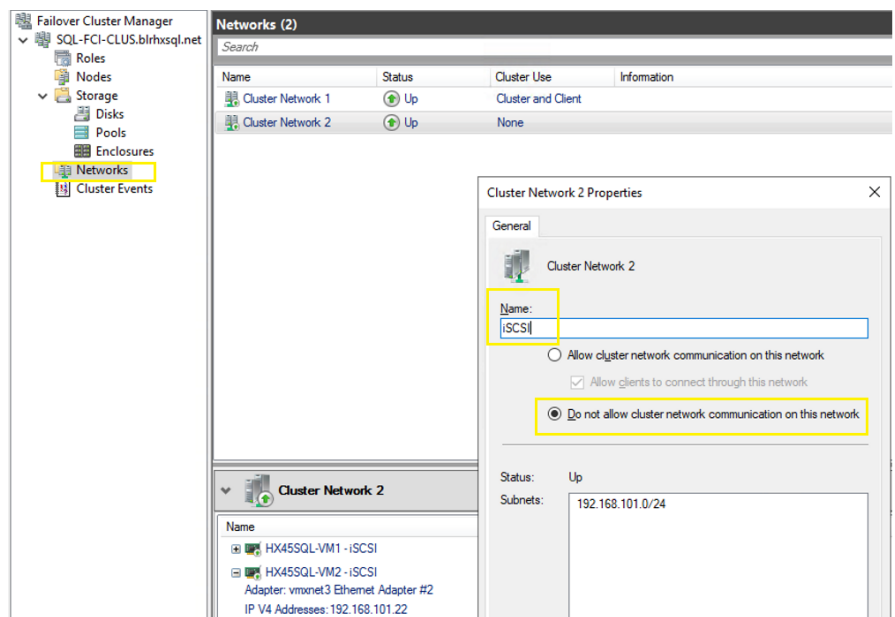 Failover Cluster Manager
SQL-FCI-CLUS.blrhxsql.net
Roles
Nodes
Storage
Disks
Pools
Enclosures
Networks
Cluster Events
Networks (2)
Search
Name Status Cluster Use Information
Cluster Network 1 Up Cluster and Client
Cluster Network 2 Up None
Cluster Network 2 Properties
General
Cluster Network 2
Name:
iSCSI
Allow cluster network communication on this network
Allow clients to connect through this network
Do not allow cluster network communication on this network
Status: Up
Subnets: 192.168.101.0/24
Cluster Network 2
Name
HX45SQL-VM1 - iSCSI
HX45SQL-VM2 - iSCSI
Adapter: vmxnet3 Ethernet Adapter #2
IP V4 Addresses: 192.168.101.22